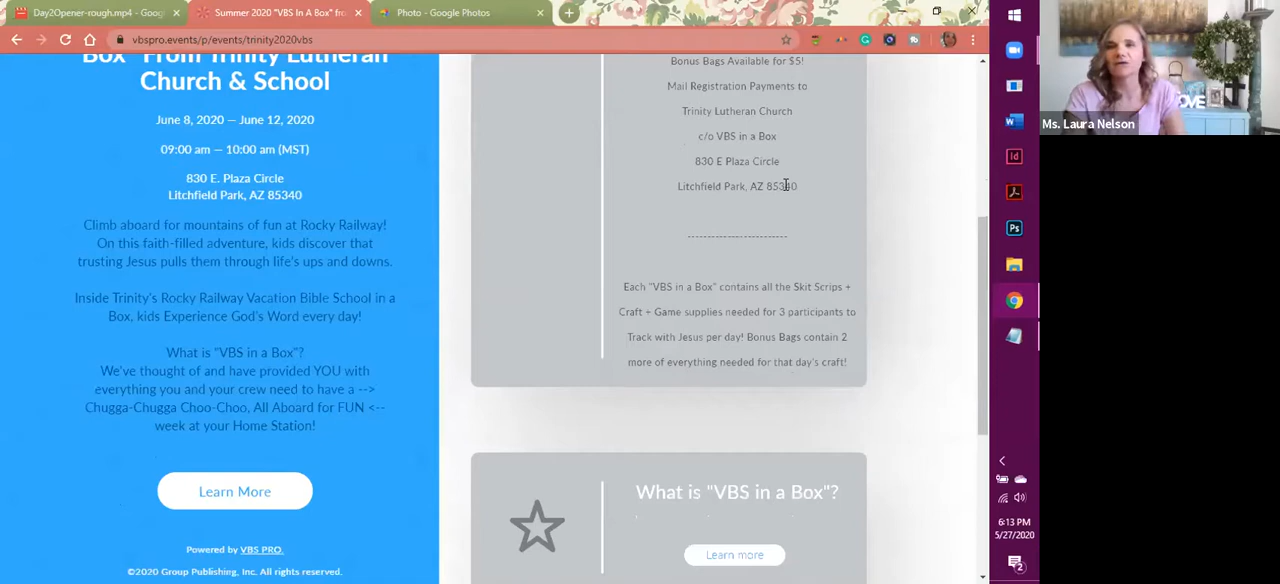 Day2Opener-rough.mp4 - Goog
Summer 2020 "VBS In A Box" fro
Photo - Google Photos
vbspro.events/p/events/trinity2020vbs
Box" From Trinity Lutheran
Church & School
June 8, 2020 — June 12, 2020
09:00 am — 10:00 am (MST)
830 E. Plaza Circle
Litchfield Park, AZ 85340
Climb aboard for mountains of fun at Rocky Railway!
On this faith-filled adventure, kids discover that
trusting Jesus pulls them through life's ups and downs.
Inside Trinity's Rocky Railway Vacation Bible School in a
Box, kids Experience God's Word every day!
What is "VBS in a Box"?
We've thought of and have provided YOU with
everything you and your crew need to have a -->
Chugga-Chugga Choo-Choo, All Aboard for FUN <--
week at your Home Station!
Learn More
Powered by VBS PRO.
©2020 Group Publishing, Inc. All rights reserved.
Bonus Bags Available for $5!
Mail Registration Payments to
Trinity Lutheran Church
c/o VBS in a Box
830 E Plaza Circle
Litchfield Park, AZ 85340
-------------------------
Each "VBS in a Box" contains all the Skit Scrips +
Craft + Game supplies needed for 3 participants to
Track with Jesus per day! Bonus Bags contain 2
more of everything needed for that day's craft!
What is "VBS in a Box"?
Learn more
W
Id
Ps
6:13 PM
5/27/2020
2
OVE
Ms. Laura Nelson